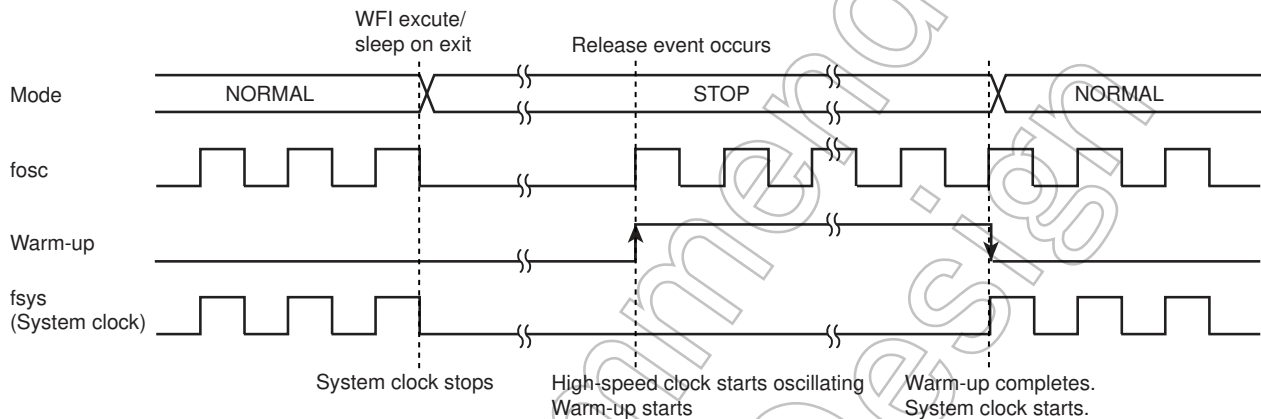 WFI excute/
sleep on exit
Release event occurs
Mode
NORMAL
STOP
NORMAL
fosc
Warm-up
fsys
(System clock)
System clock stops
High-speed clock starts oscillating
Warm-up starts
Warm-up completes.
System clock starts.